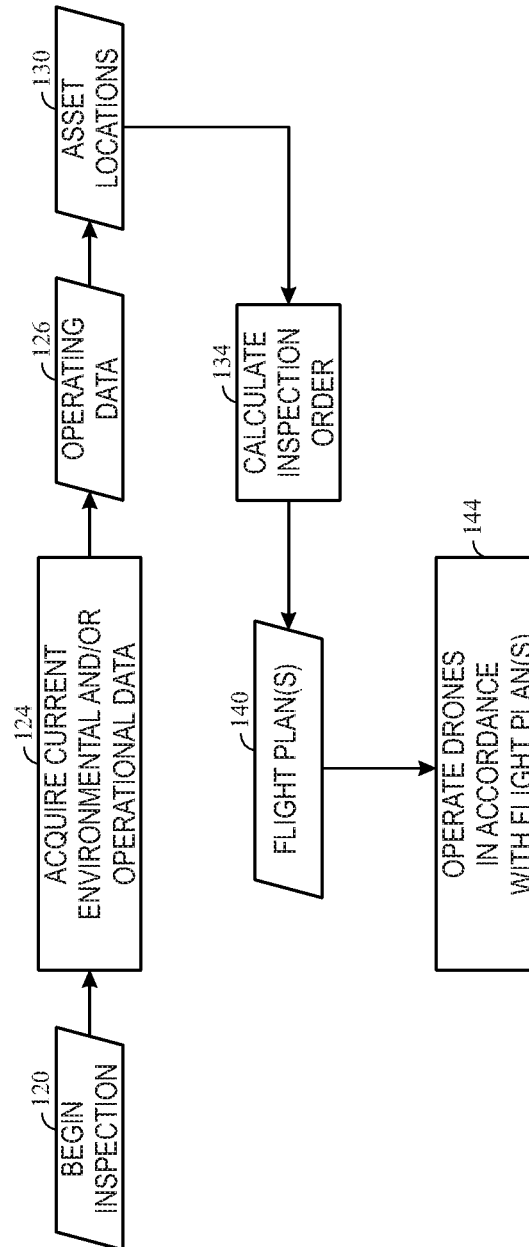 120
BEGIN
INSPECTION
124
ACQUIRE CURRENT
ENVIRONMENTAL AND/OR
OPERATIONAL DATA
126
OPERATING
DATA
130
ASSET
LOCATIONS
134
CALCULATE
INSPECTION
ORDER
140
FLIGHT PLAN(S)
144
OPERATE DRONES
IN ACCORDANCE
WITH FLIGHT PLAN(S)